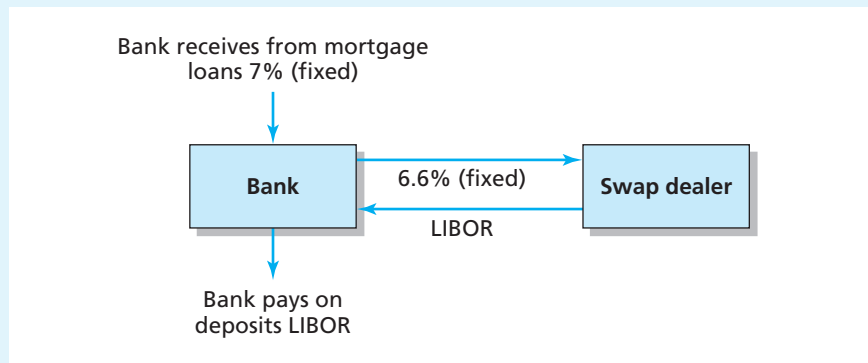 Bank receives from mortgage
loans 7% (fixed)
Bank
6.6% (fixed)
Swap dealer
LIBOR
Bank pays on
deposits LIBOR